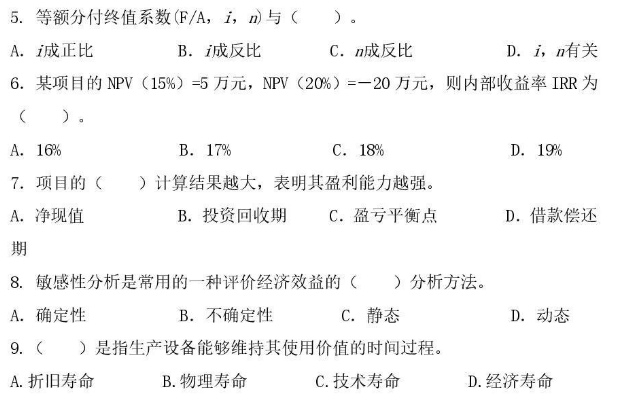 5. 等额分付终值系数(F/A, i, n)与（　　）。
A. i成正比　B. i成反比　C. n成反比　D. i, n有关
6. 某项目的 NPV（15%）=5 万元，NPV（20%）=－20 万元，则内部收益率 IRR 为
（　　）。
A. 16%　B. 17%　C. 18%　D. 19%
7. 项目的（　　）计算结果越大，表明其盈利能力越强。
A. 净现值　B. 投资回收期　C. 盈亏平衡点　D. 借款偿还
期
8. 敏感性分析是常用的一种评价经济效益的（　　）分析方法。
A. 确定性　B. 不确定性　C. 静态　D. 动态
9.（　　）是指生产设备能够维持其使用价值的时间过程。
A.折旧寿命　B.物理寿命　C.技术寿命　D.经济寿命